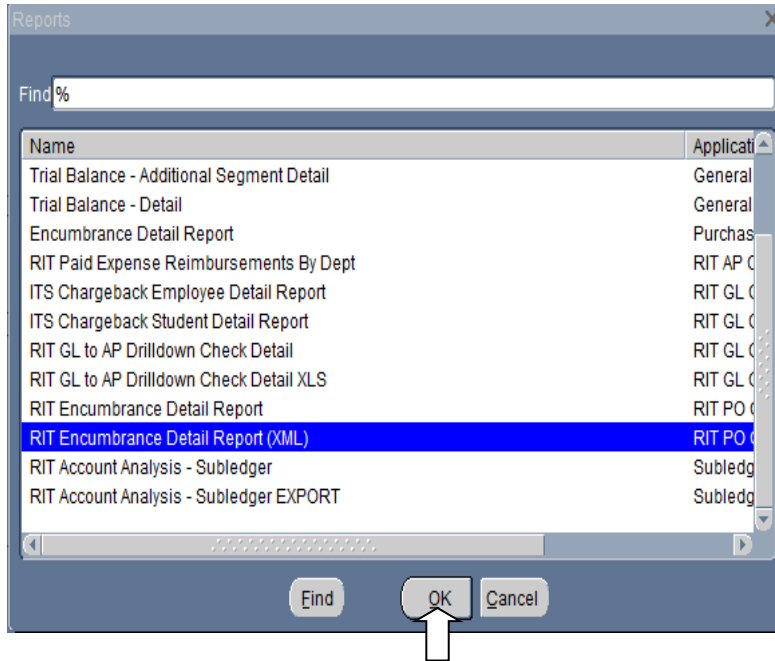 Reports
Find %
Name Applicati
Trial Balance - Additional Segment Detail General
Trial Balance - Detail General
Encumbrance Detail Report Purchas
RIT Paid Expense Reimbursements By Dept RIT AP C
ITS Chargeback Employee Detail Report RIT GL C
ITS Chargeback Student Detail Report RIT GL C
RIT GL to AP Drilldown Check Detail RIT GL C
RIT GL to AP Drilldown Check Detail XLS RIT GL C
RIT Encumbrance Detail Report RIT PO C
RIT Encumbrance Detail Report (XML) RIT PO C
RIT Account Analysis - Subledger Subledg
RIT Account Analysis - Subledger EXPORT Subledg
Find OK Cancel